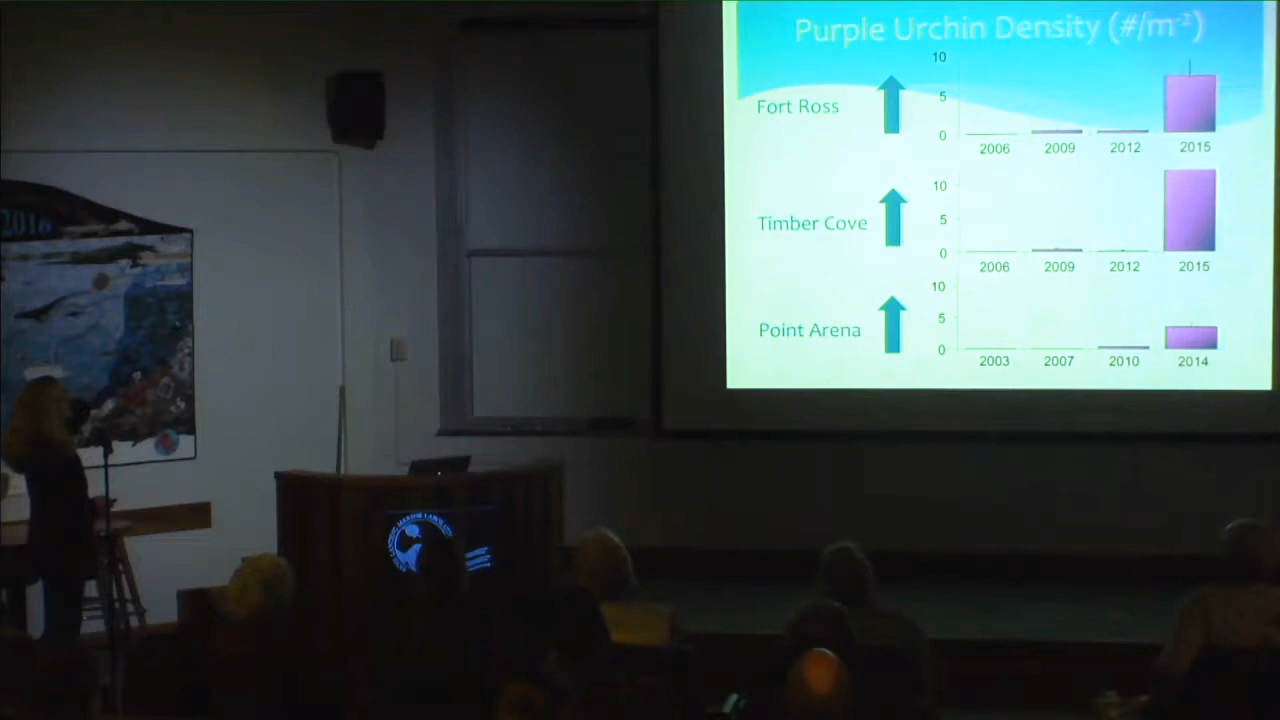 Purple Urchin Density (#/m⁻²)
10
Fort Ross
5
0
2006 2009 2012 2015
10
Timber Cove
5
0
2006 2009 2012 2015
10
5
Point Arena
0
2003 2007 2010 2014
2016